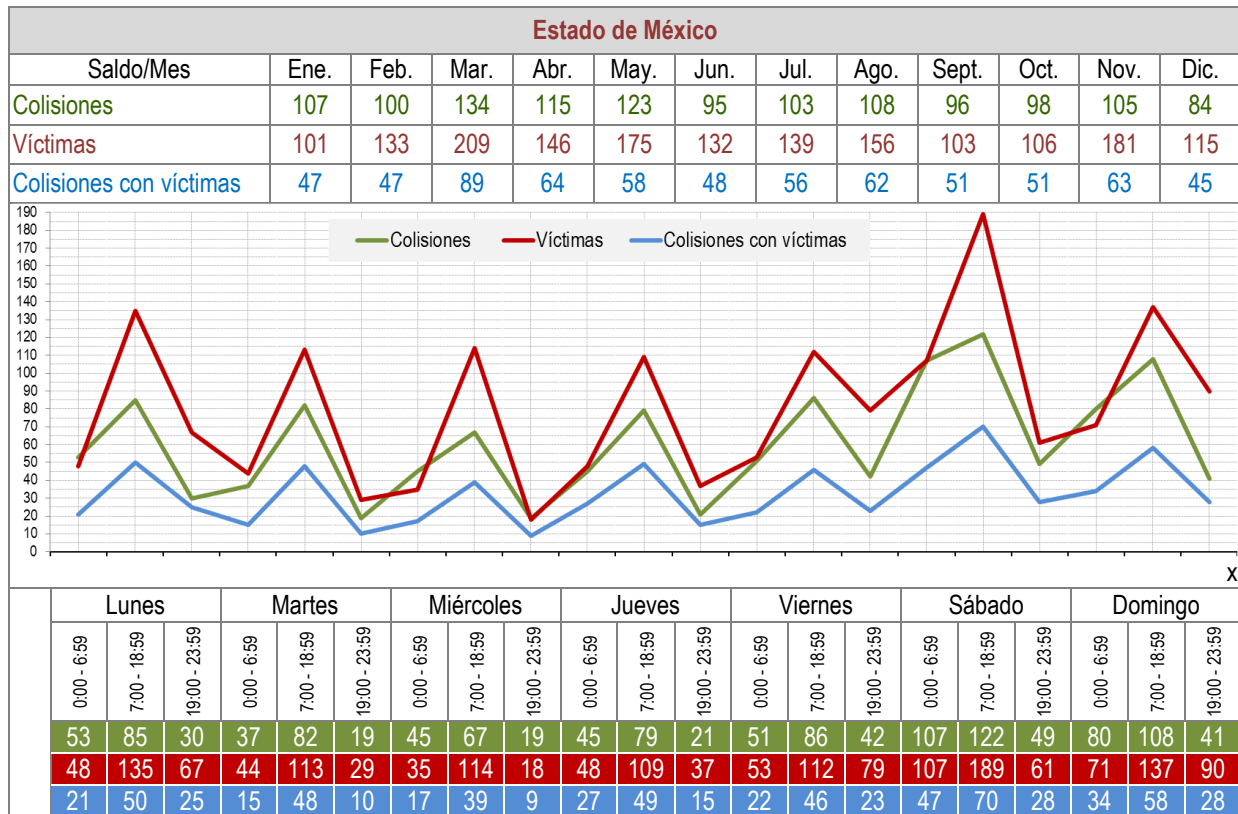 Estado de México
Saldo/Mes Ene. Feb. Mar. Abr. May. Jun. Jul. Ago. Sept. Oct. Nov. Dic.
Colisiones 107 100 134 115 123 95 103 108 96 98 105 84
Víctimas 101 133 209 146 175 132 139 156 103 106 181 115
Colisiones con víctimas 47 47 89 64 58 48 56 62 51 51 63 45
Colisiones Víctimas Colisiones con víctimas
190
180
170
160
150
140
130
120
110
100
90
80
70
60
50
40
30
20
10
0
x
Lunes Martes Miércoles Jueves Viernes Sábado Domingo
0:00 - 6:59 7:00 - 18:59 19:00 - 23:59 0:00 - 6:59 7:00 - 18:59 19:00 - 23:59 0:00 - 6:59 7:00 - 18:59 19:00 - 23:59 0:00 - 6:59 7:00 - 18:59 19:00 - 23:59 0:00 - 6:59 7:00 - 18:59 19:00 - 23:59 0:00 - 6:59 7:00 - 18:59 19:00 - 23:59 0:00 - 6:59 7:00 - 18:59 19:00 - 23:59
53 85 30 37 82 19 45 67 19 45 79 21 51 86 42 107 122 49 80 108 41
48 135 67 44 113 29 35 114 18 48 109 37 53 112 79 107 189 61 71 137 90
21 50 25 15 48 10 17 39 9 27 49 15 22 46 23 47 70 28 34 58 28